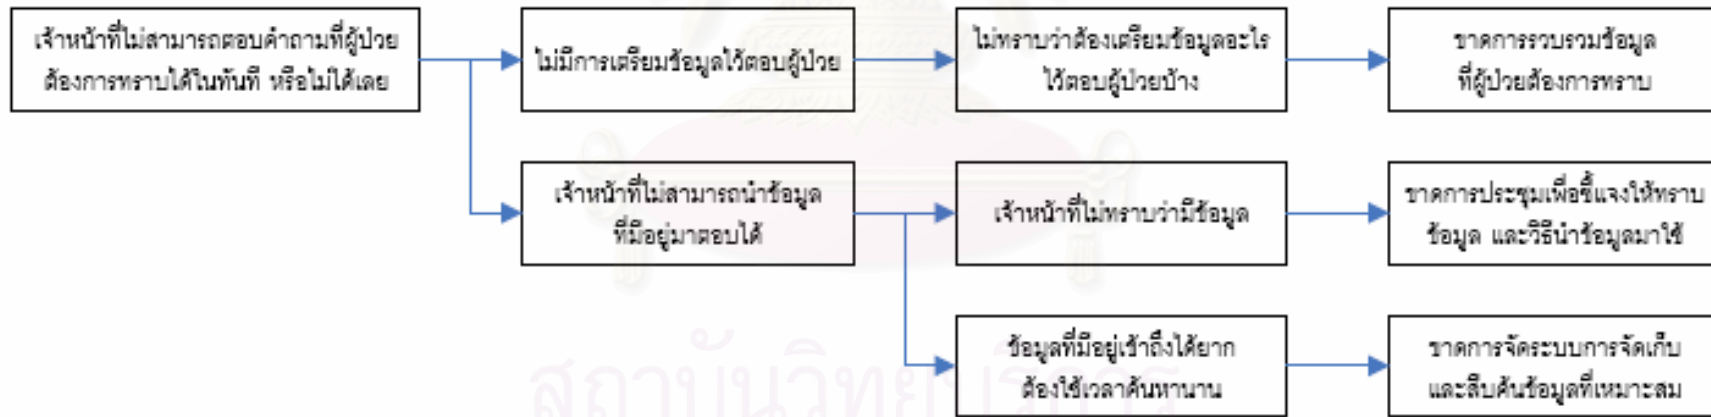 เจ้าหน้าที่ไม่สามารถตอบคำถามที่ผู้ป่วย
ต้องการทราบได้ในทันที หรือไม่ได้เลย
ไม่มีการเตรียมข้อมูลไว้ตอบผู้ป่วย
ไม่ทราบว่าต้องเตรียมข้อมูลอะไร
ไว้ตอบผู้ป่วยบ้าง
ขาดการรวบรวมข้อมูล
ที่ผู้ป่วยต้องการทราบ
เจ้าหน้าที่ไม่สามารถนำข้อมูล
ที่มีอยู่มาตอบได้
เจ้าหน้าที่ไม่ทราบว่ามีข้อมูล
ขาดการประชุมเพื่อชี้แจงให้ทราบ
ข้อมูล และวิธีนำข้อมูลมาใช้
ข้อมูลที่มีอยู่เข้าถึงได้ยาก
ต้องใช้เวลาค้นหานาน
ขาดการจัดระบบการจัดเก็บ
และสืบค้นข้อมูลที่เหมาะสม
สถาบันวิทยบริการ